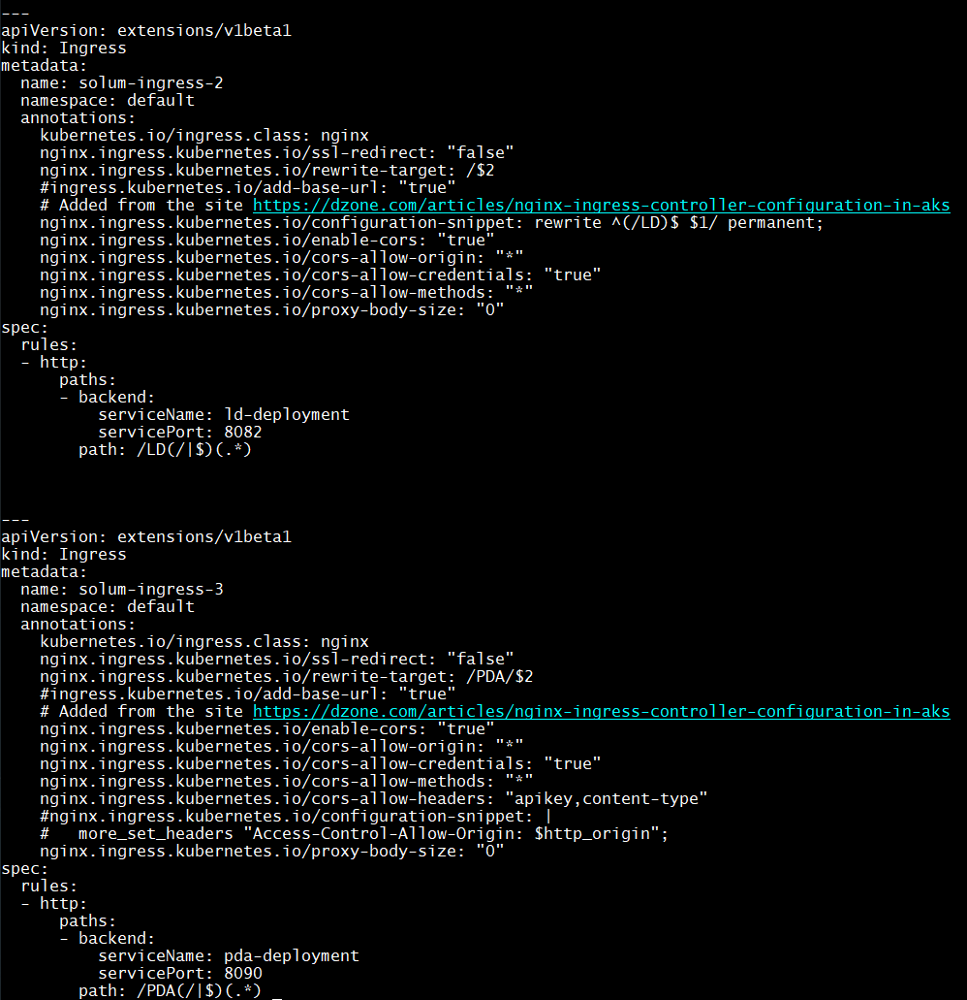 ---
apiVersion: extensions/v1beta1
kind: Ingress
metadata:
  name: solum-ingress-2
  namespace: default
  annotations:
    kubernetes.io/ingress.class: nginx
    nginx.ingress.kubernetes.io/ssl-redirect: "false"
    nginx.ingress.kubernetes.io/rewrite-target: /$2
    #ingress.kubernetes.io/add-base-url: "true"
    # Added from the site https://dzone.com/articles/nginx-ingress-controller-configuration-in-aks
    nginx.ingress.kubernetes.io/configuration-snippet: rewrite ^(/LD)$ $1/ permanent;
    nginx.ingress.kubernetes.io/enable-cors: "true"
    nginx.ingress.kubernetes.io/cors-allow-origin: "*"
    nginx.ingress.kubernetes.io/cors-allow-credentials: "true"
    nginx.ingress.kubernetes.io/cors-allow-methods: "*"
    nginx.ingress.kubernetes.io/proxy-body-size: "0"
spec:
  rules:
  - http:
      paths:
      - backend:
          serviceName: ld-deployment
          servicePort: 8082
        path: /LD(/|$)(.*)
---
apiVersion: extensions/v1beta1
kind: Ingress
metadata:
  name: solum-ingress-3
  namespace: default
  annotations:
    kubernetes.io/ingress.class: nginx
    nginx.ingress.kubernetes.io/ssl-redirect: "false"
    nginx.ingress.kubernetes.io/rewrite-target: /PDA/$2
    #ingress.kubernetes.io/add-base-url: "true"
    # Added from the site https://dzone.com/articles/nginx-ingress-controller-configuration-in-aks
    nginx.ingress.kubernetes.io/enable-cors: "true"
    nginx.ingress.kubernetes.io/cors-allow-origin: "*"
    nginx.ingress.kubernetes.io/cors-allow-credentials: "true"
    nginx.ingress.kubernetes.io/cors-allow-methods: "*"
    nginx.ingress.kubernetes.io/cors-allow-headers: "apikey,content-type"
    #nginx.ingress.kubernetes.io/configuration-snippet: |
    #   more_set_headers "Access-Control-Allow-Origin: $http_origin";
    nginx.ingress.kubernetes.io/proxy-body-size: "0"
spec:
  rules:
  - http:
      paths:
      - backend:
          serviceName: pda-deployment
          servicePort: 8090
        path: /PDA(/|$)(.*)